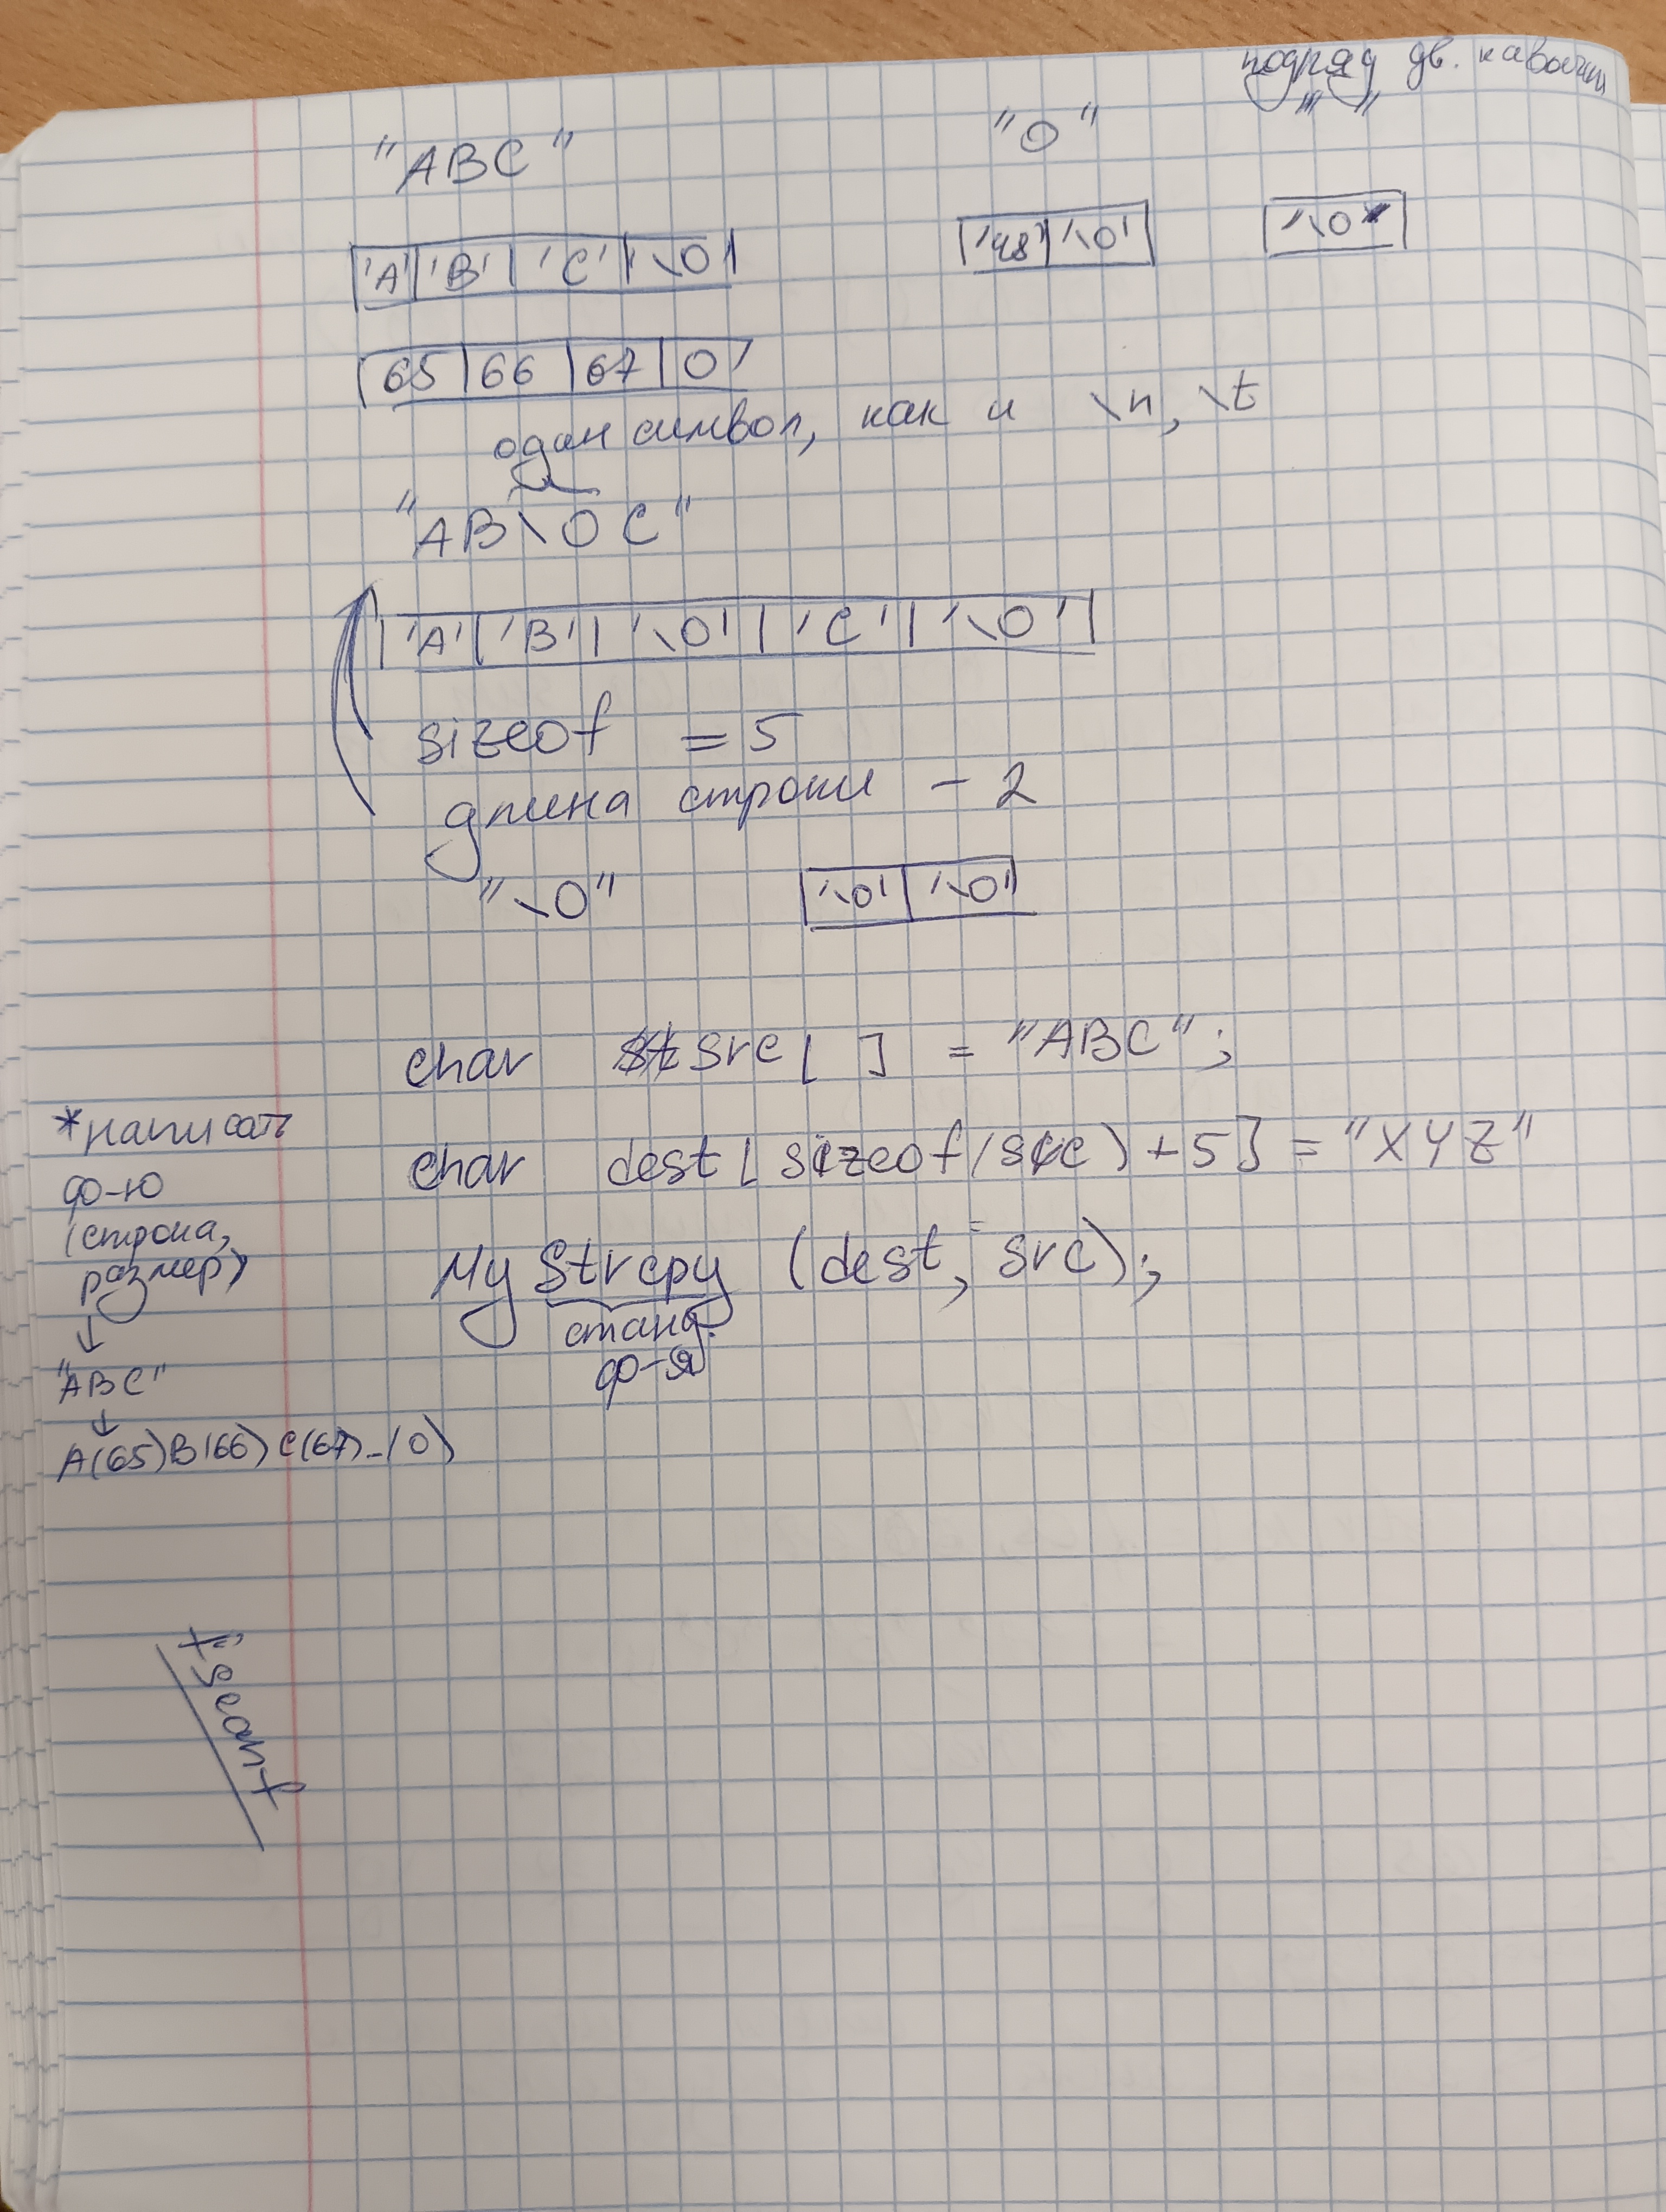 подряд дв. кавычки
"ABC" "0" ""
'A' 'B' 'C' '\0 '48' '\0' '\0'
65 66 67 0
один символ, как и \n, \t
"AB\0C"
'A' 'B' '\0' 'C' '\0'
sizeof = 5
длина строки - 2
"\0" '\0' '\0'
char src[ ] = "ABC";
char dest[sizeof(src)+5] = "XYZ"
MyStrcpy (dest, src);
станд.
ф-я
*написать
ф-ю
(строка,
размер)
↓
"ABC"
↓
A(65)B(66)C(67)_(0)
scanf